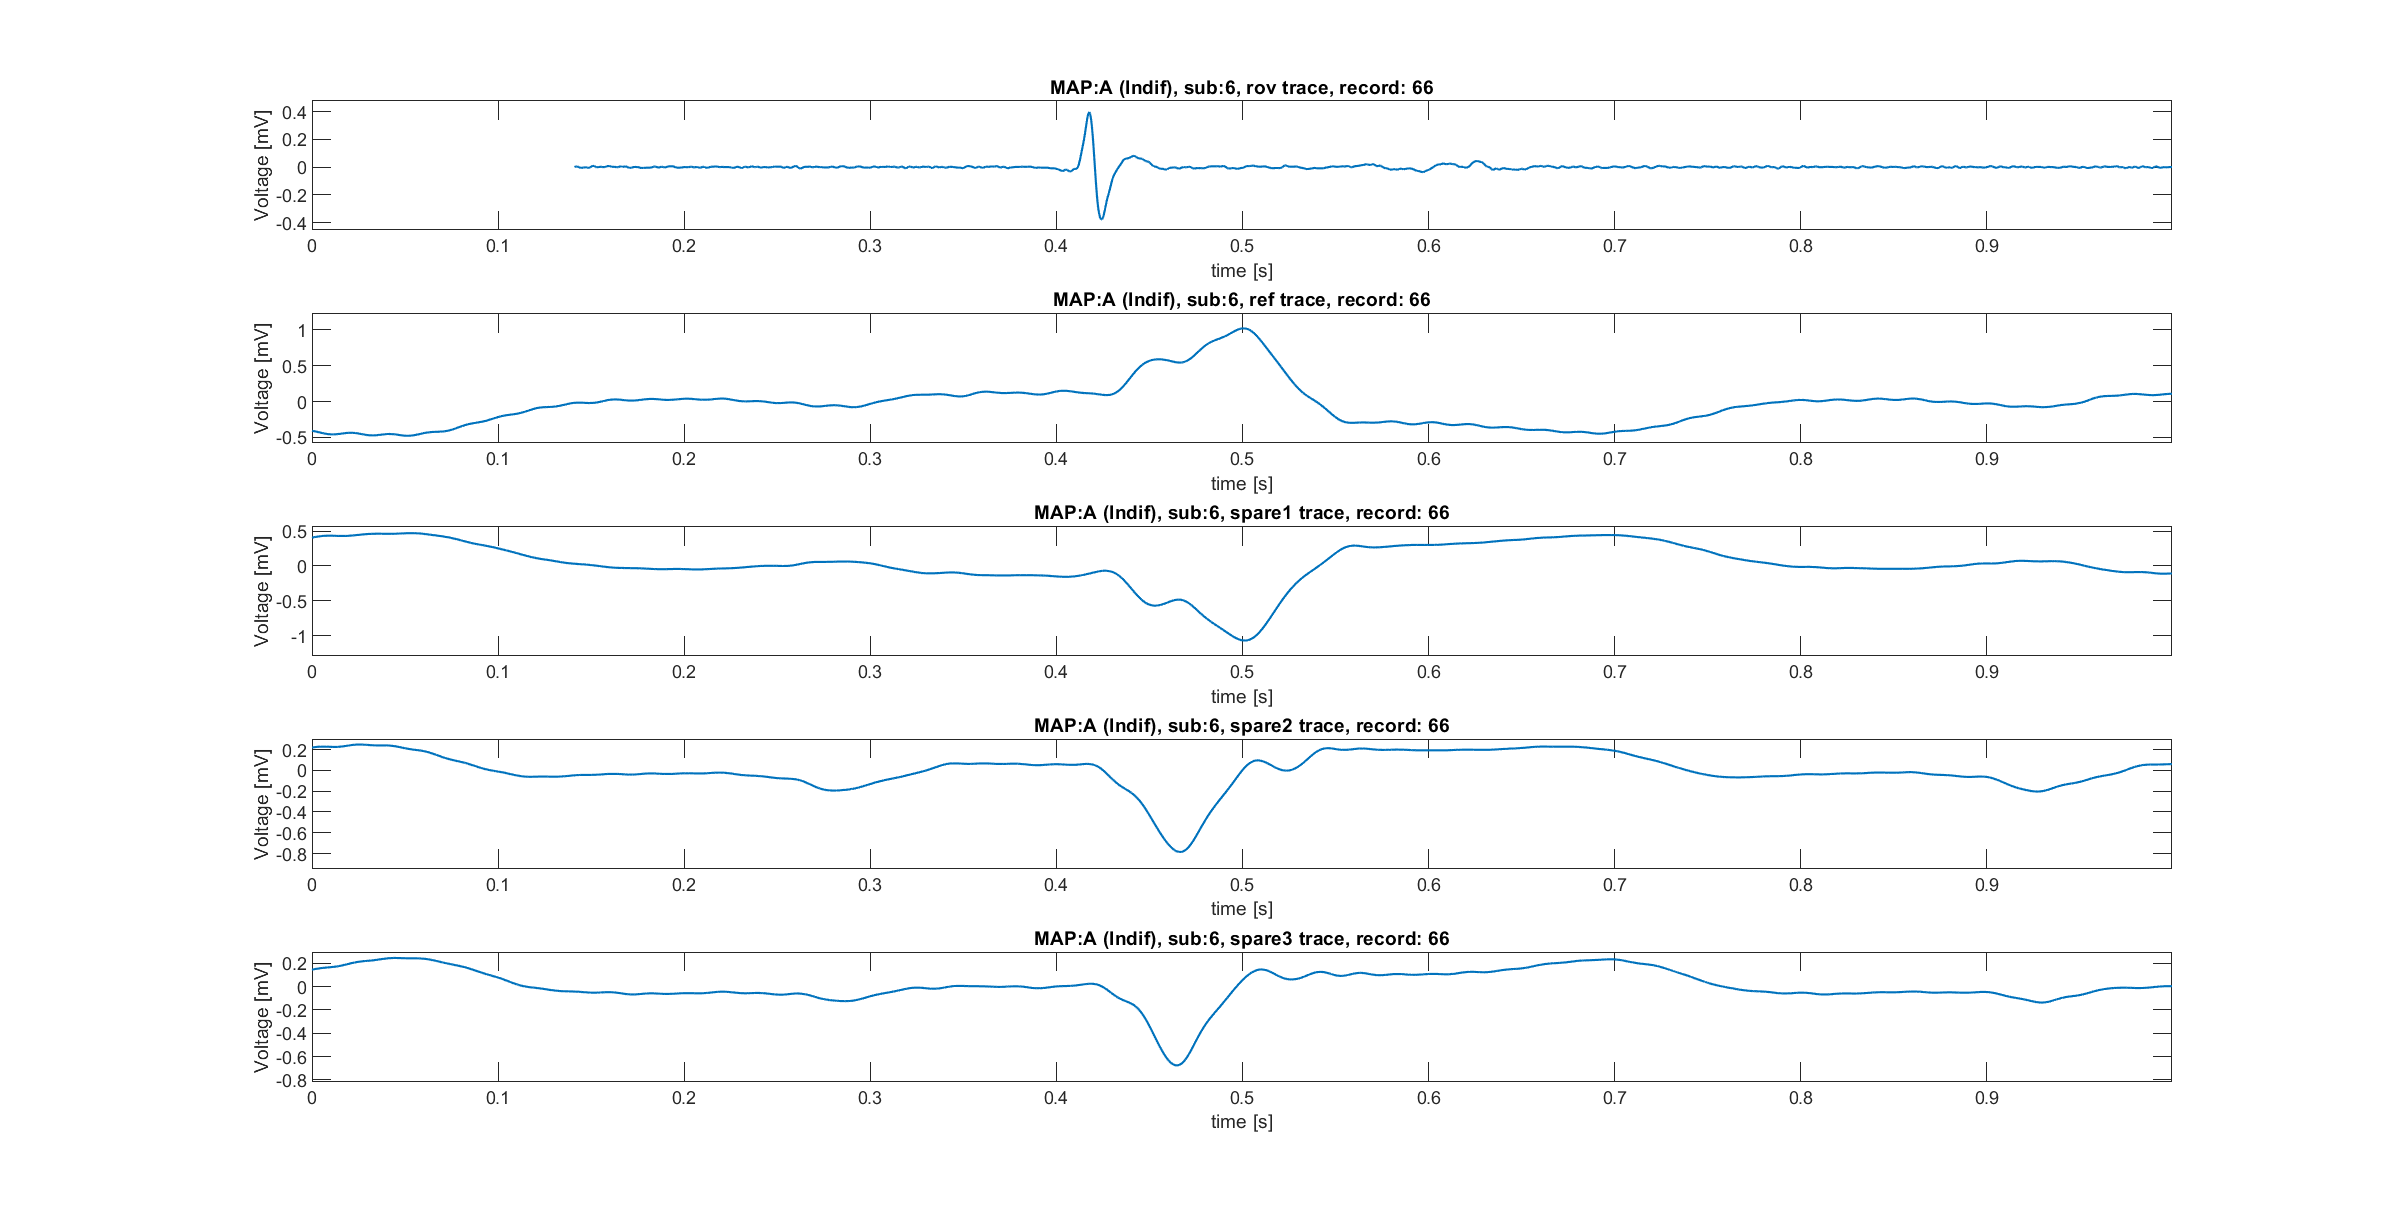 MAP:A (Indif), sub:6, rov trace, record: 66
Voltage [mV]
0.4
0.2
0
-0.2
-0.4
0 0.1 0.2 0.3 0.4 0.5 0.6 0.7 0.8 0.9
time [s]
MAP:A (Indif), sub:6, ref trace, record: 66
Voltage [mV]
1
0.5
0
-0.5
0 0.1 0.2 0.3 0.4 0.5 0.6 0.7 0.8 0.9
time [s]
MAP:A (Indif), sub:6, spare1 trace, record: 66
Voltage [mV]
0.5
0
-0.5
-1
0 0.1 0.2 0.3 0.4 0.5 0.6 0.7 0.8 0.9
time [s]
MAP:A (Indif), sub:6, spare2 trace, record: 66
Voltage [mV]
0.2
0
-0.2
-0.4
-0.6
-0.8
0 0.1 0.2 0.3 0.4 0.5 0.6 0.7 0.8 0.9
time [s]
MAP:A (Indif), sub:6, spare3 trace, record: 66
Voltage [mV]
0.2
0
-0.2
-0.4
-0.6
-0.8
0 0.1 0.2 0.3 0.4 0.5 0.6 0.7 0.8 0.9
time [s]